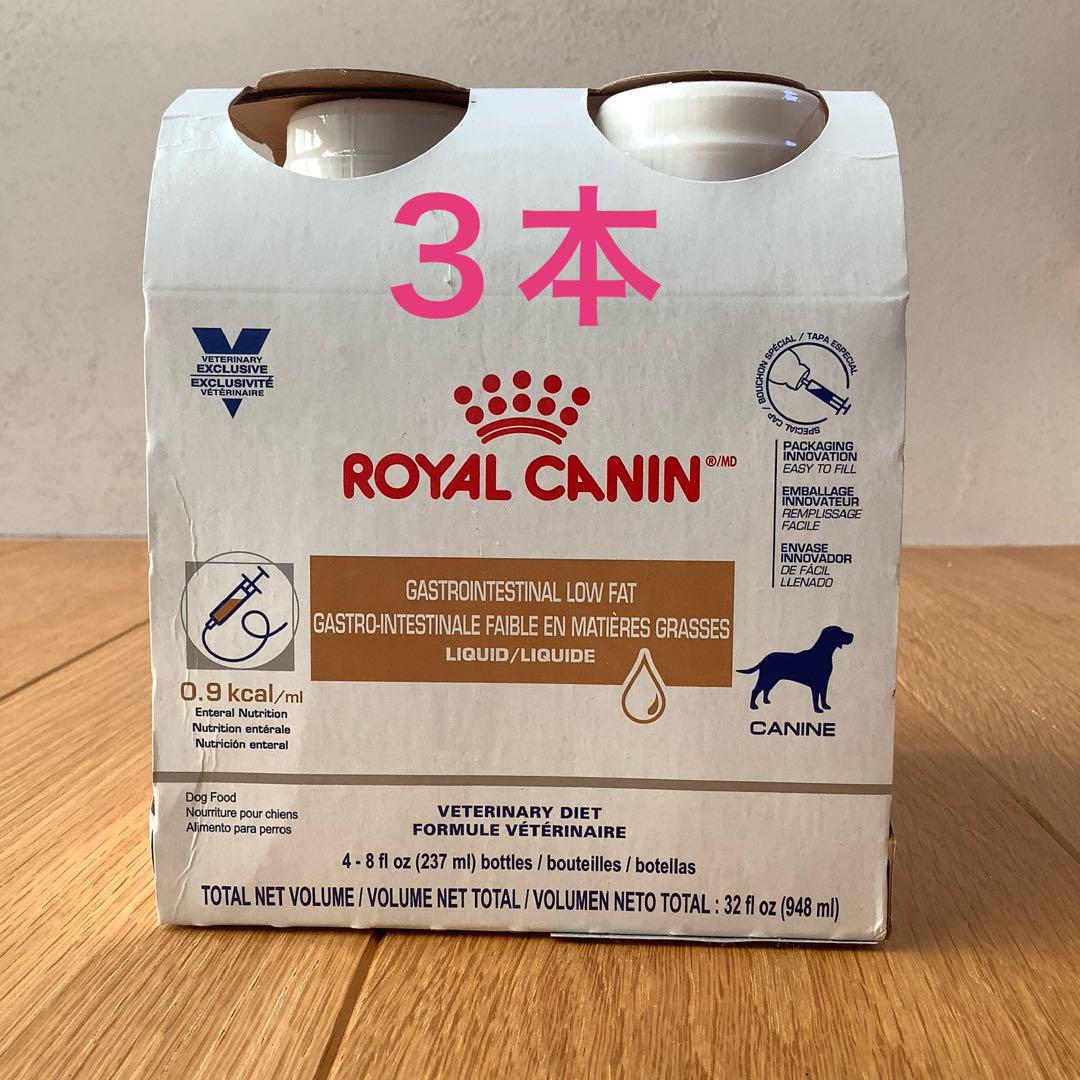 ３本
VETERINARY
EXCLUSIVE
EXCLUSIVITÉ
VÉTÉRINAIRE
SPECIAL CAP / BOUCHON SPÉCIAL / TAPA ESPECIAL
PACKAGING
INNOVATION
EASY TO FILL
EMBALLAGE
INNOVATEUR
REMPLISSAGE
FACILE
ENVASE
INNOVADOR
DE FÁCIL
LLENADO
ROYAL CANIN®/MD
GASTROINTESTINAL LOW FAT
GASTRO-INTESTINALE FAIBLE EN MATIÈRES GRASSES
LIQUID/LIQUIDE
0.9 kcal/ml
Enteral Nutrition
Nutrition entérale
Nutrición enteral
CANINE
Dog Food
Nourriture pour chiens
Alimento para perros
VETERINARY DIET
FORMULE VÉTÉRINAIRE
4 - 8 fl oz (237 ml) bottles / bouteilles / botellas
TOTAL NET VOLUME / VOLUME NET TOTAL / VOLUMEN NETO TOTAL : 32 fl oz (948 ml)